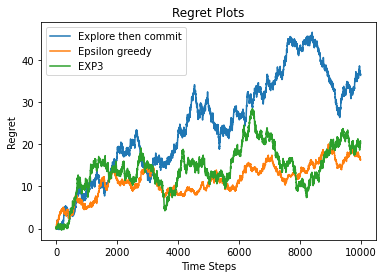 Regret Plots
Explore then commit
Epsilon greedy
EXP3
Regret
40
30
20
10
0
0 2000 4000 6000 8000 10000
Time Steps